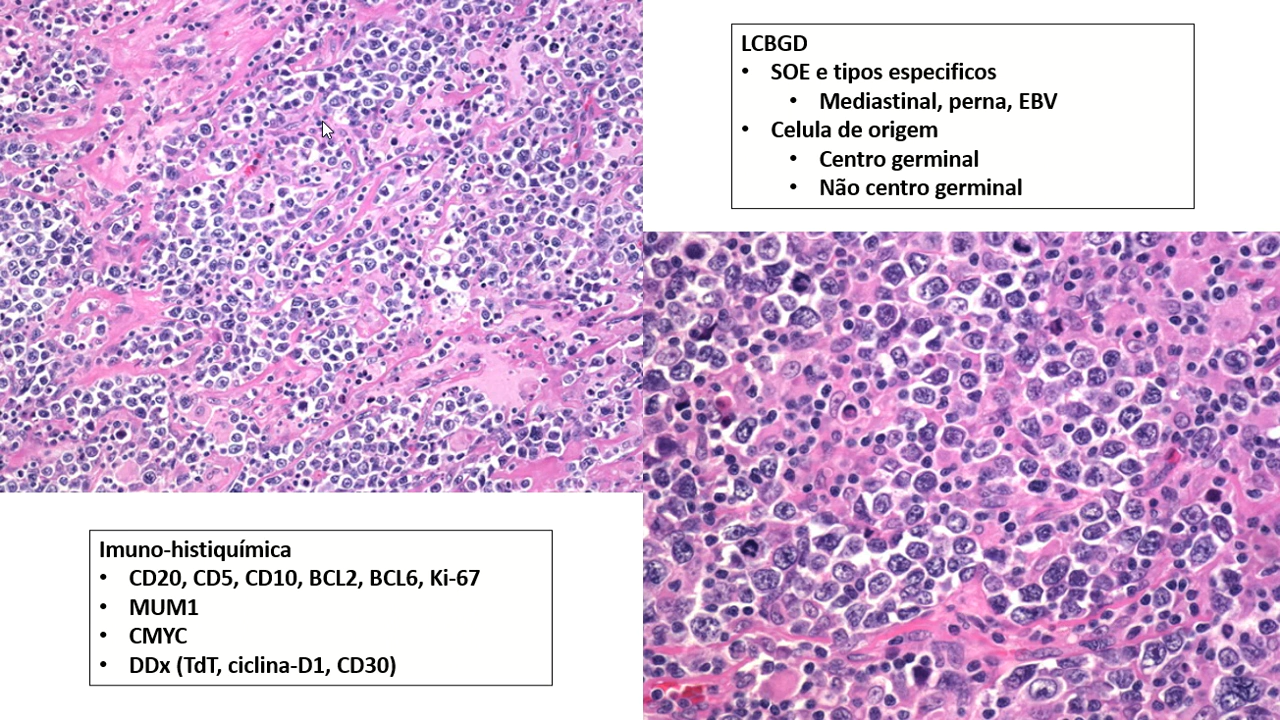 LCBGD
• SOE e tipos especificos
• Mediastinal, perna, EBV
• Celula de origem
• Centro germinal
• Não centro germinal
Imuno-histiquímica
• CD20, CD5, CD10, BCL2, BCL6, Ki-67
• MUM1
• CMYC
• DDx (TdT, ciclina-D1, CD30)